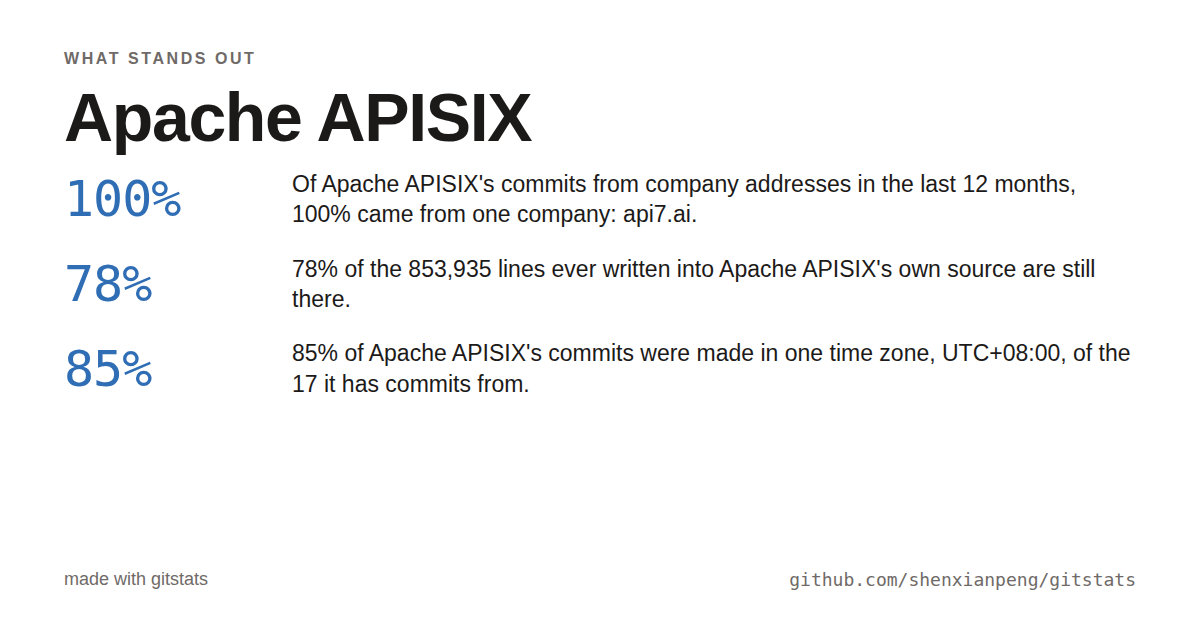 WHAT STANDS OUT
Apache APISIX
100%
Of Apache APISIX's commits from company addresses in the last 12 months,
100% came from one company: api7.ai.
78%
78% of the 853,935 lines ever written into Apache APISIX's own source are still
there.
85%
85% of Apache APISIX's commits were made in one time zone, UTC+08:00, of the
17 it has commits from.
made with gitstats
github.com/shenxianpeng/gitstats